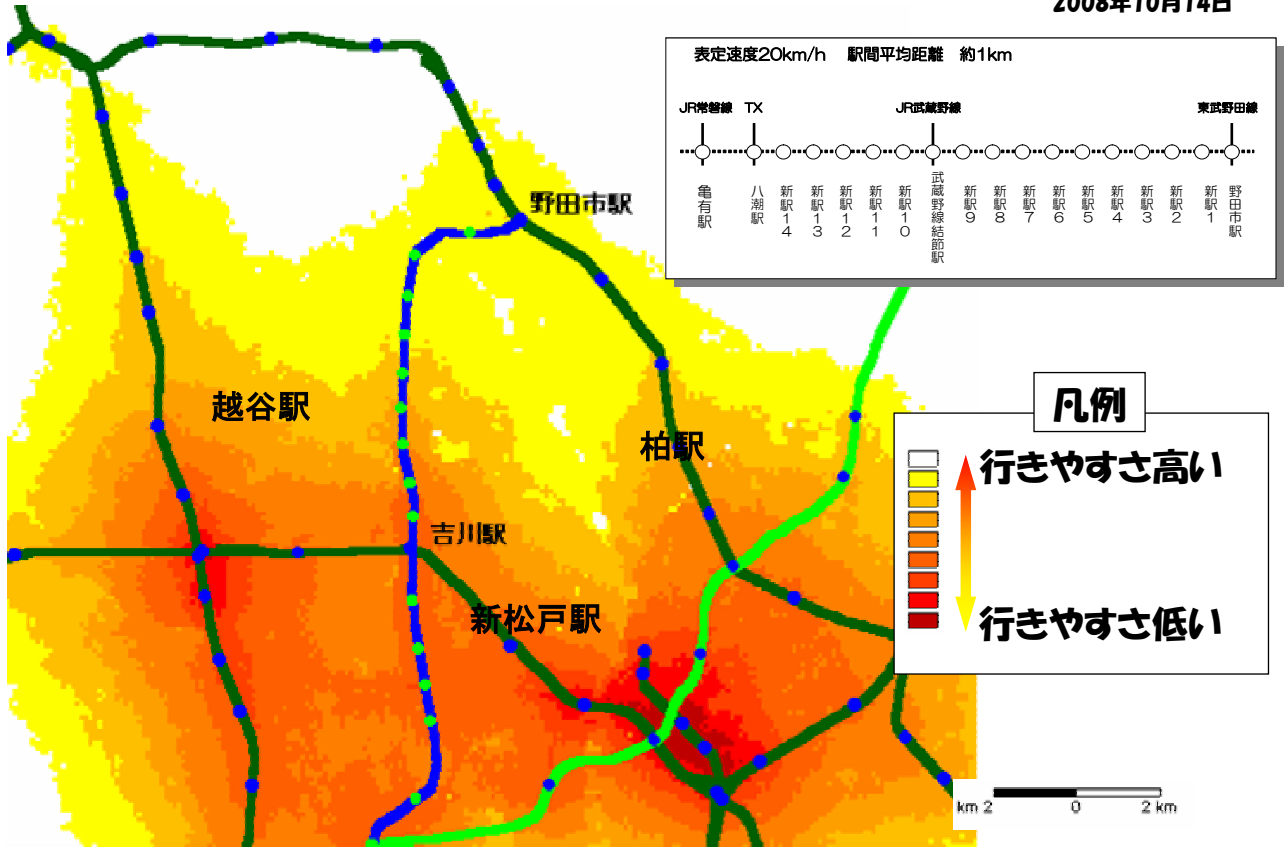 2008年10月14日
表定速度20km/h 駅間平均距離 約1km
JR常磐線 TX JR武蔵野線 東武野田線
亀有駅
八潮駅
新駅14
新駅13
新駅12
新駅11
新駅10
武蔵野線結節駅
新駅9
新駅8
新駅7
新駅6
新駅5
新駅4
新駅3
新駅2
新駅1
野田市駅
野田市駅
越谷駅
柏駅
吉川駅
新松戸駅
凡例
行きやすさ高い
行きやすさ低い
km 2 0 2 km